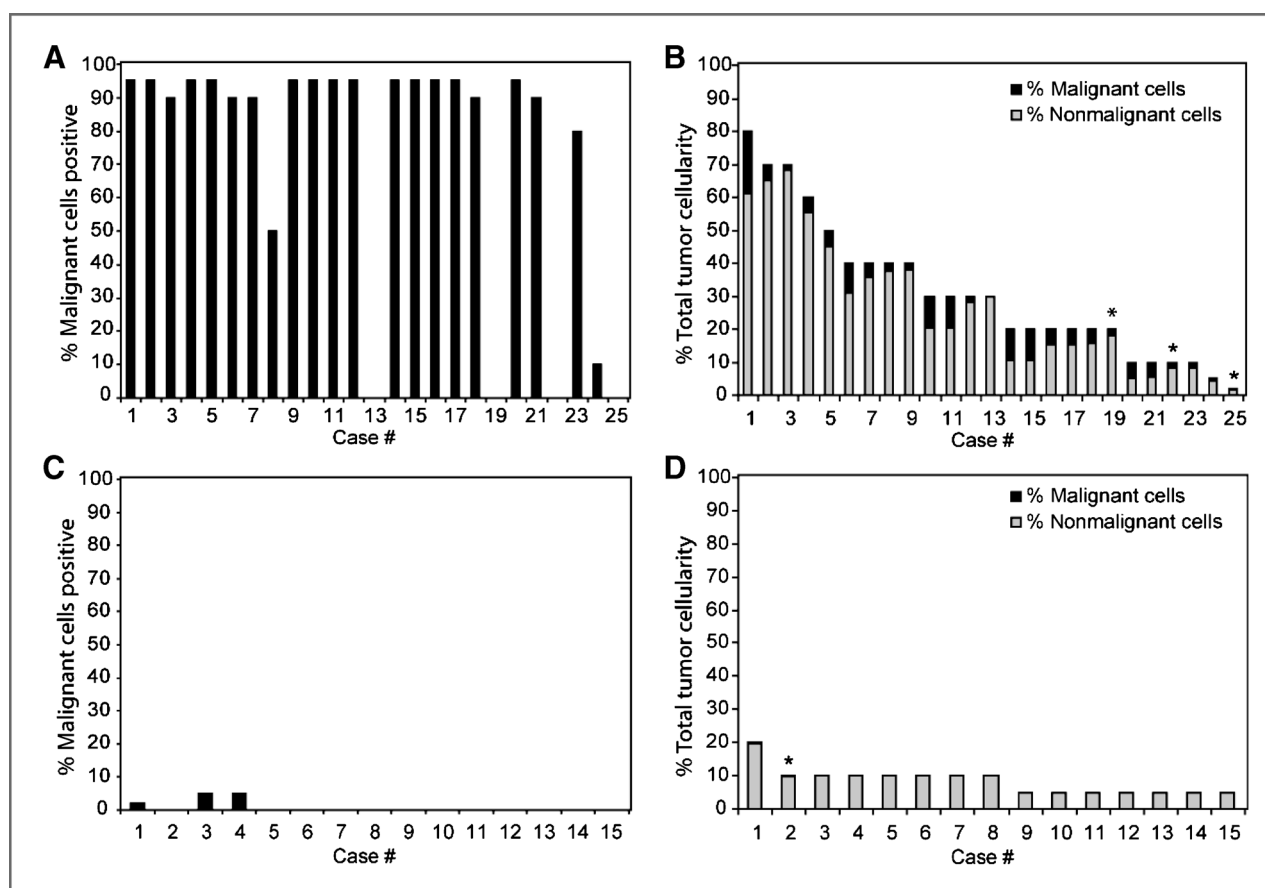 A
% Malignant cells positive
100
90
80
70
60
50
40
30
20
10
0
1 3 5 7 9 11 13 15 17 19 21 23 25
Case #
B
% Total tumor cellularity
100
90
80
70
60
50
40
30
20
10
0
% Malignant cells
% Nonmalignant cells
*
*
*
1 3 5 7 9 11 13 15 17 19 21 23 25
Case #
C
% Malignant cells positive
100
90
80
70
60
50
40
30
20
10
0
1 2 3 4 5 6 7 8 9 10 11 12 13 14 15
Case #
D
% Total tumor cellularity
100
90
80
70
60
50
40
30
20
10
0
% Malignant cells
% Nonmalignant cells
*
1 2 3 4 5 6 7 8 9 10 11 12 13 14 15
Case #